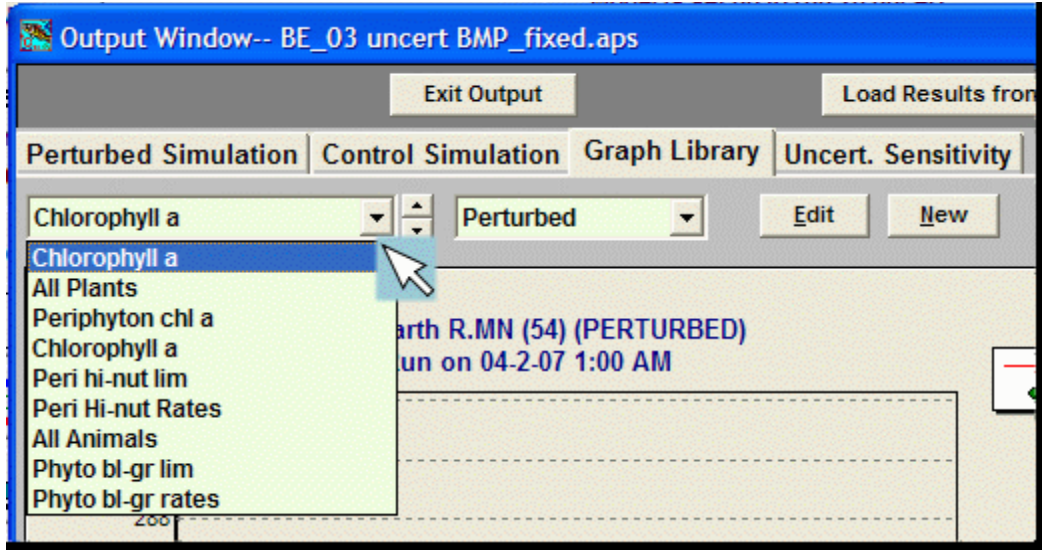 Output Window-- BE_03 uncert BMP_fixed.aps
Exit Output
Load Results from
Perturbed Simulation
Control Simulation
Graph Library
Uncert. Sensitivity
Chlorophyll a
Perturbed
Edit
New
Chlorophyll a
All Plants
Periphyton chl a
Chlorophyll a
Peri hi-nut lim
Peri Hi-nut Rates
All Animals
Phyto bl-gr lim
Phyto bl-gr rates
arth R.MN (54) (PERTURBED)
un on 04-2-07 1:00 AM